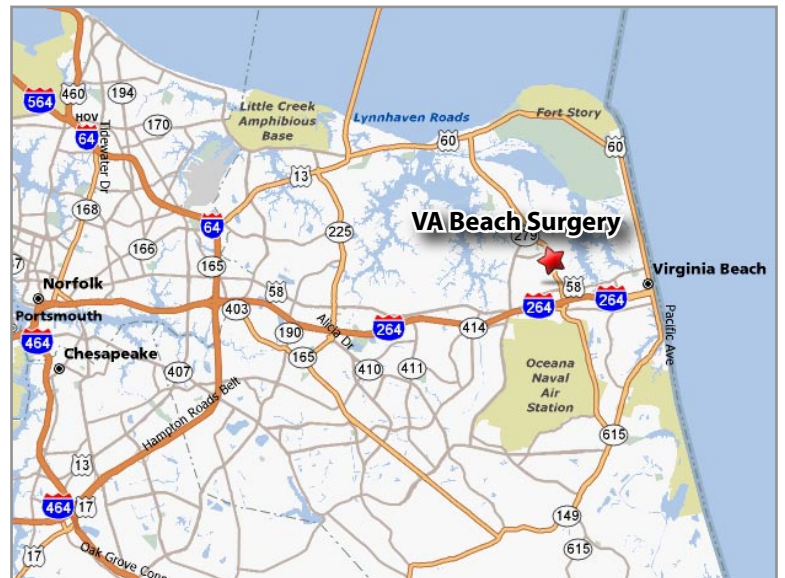 564
460
194
HOV
64
170
Tidewater Dr
Little Creek
Amphibious
Base
Lynnhaven Roads
60
Fort Story
60
13
168
64
225
VA Beach Surgery
279
166
165
7
58
Virginia Beach
58
264
264
Norfolk
Portsmouth
403
Alicia Dr
264
414
190
165
Pacific Ave
464
Chesapeake
407
410
411
Oceana
Naval
Air
Station
Hampton Roads Belt
615
13
464
17
149
17
Oak Grove Conn
615